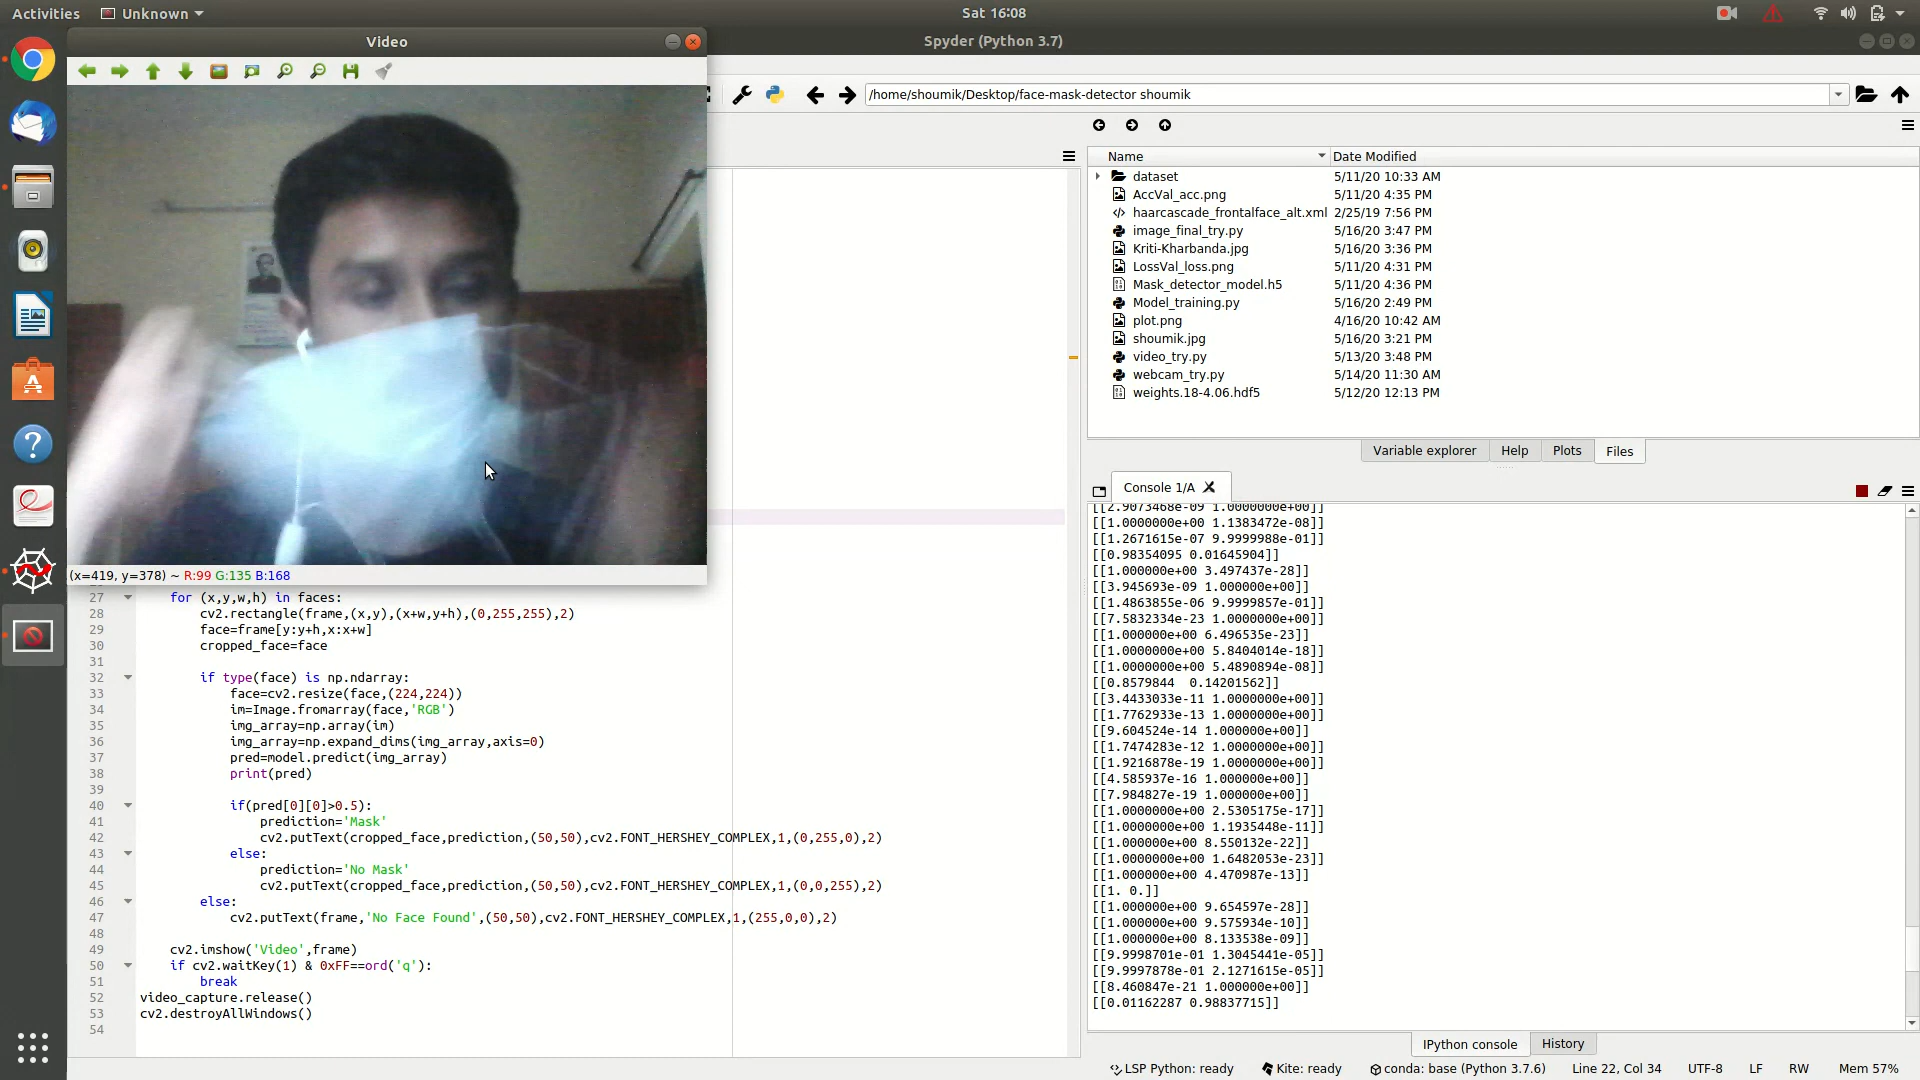 Activities
Unknown
Sat 16:08
Video
Spyder (Python 3.7)
/home/shoumik/Desktop/face-mask-detector shoumik
(x=419, y=378) ~ R:99 G:135 B:168
27 for (x,y,w,h) in faces:
28 cv2.rectangle(frame,(x,y),(x+w,y+h),(0,255,255),2)
29 face=frame[y:y+h,x:x+w]
30 cropped_face=face
31
32 if type(face) is np.ndarray:
33 face=cv2.resize(face,(224,224))
34 im=Image.fromarray(face,'RGB')
35 img_array=np.array(im)
36 img_array=np.expand_dims(img_array,axis=0)
37 pred=model.predict(img_array)
38 print(pred)
39
40 if(pred[0][0]>0.5):
41 prediction='Mask'
42 cv2.putText(cropped_face,prediction,(50,50),cv2.FONT_HERSHEY_COMPLEX,1,(0,255,0),2)
43 else:
44 prediction='No Mask'
45 cv2.putText(cropped_face,prediction,(50,50),cv2.FONT_HERSHEY_COMPLEX,1,(0,0,255),2)
46 else:
47 cv2.putText(frame,'No Face Found',(50,50),cv2.FONT_HERSHEY_COMPLEX,1,(255,0,0),2)
48
49 cv2.imshow('Video',frame)
50 if cv2.waitKey(1) & 0xFF==ord('q'):
51 break
52 video_capture.release()
53 cv2.destroyAllWindows()
54
Name Date Modified
dataset 5/11/20 10:33 AM
AccVal_acc.png 5/11/20 4:35 PM
haarcascade_frontalface_alt.xml 2/25/19 7:56 PM
image_final_try.py 5/16/20 3:47 PM
Kriti-Kharbanda.jpg 5/16/20 3:36 PM
LossVal_loss.png 5/11/20 4:31 PM
Mask_detector_model.h5 5/11/20 4:36 PM
Model_training.py 5/16/20 2:49 PM
plot.png 4/16/20 10:42 AM
shoumik.jpg 5/16/20 3:21 PM
video_try.py 5/13/20 3:48 PM
webcam_try.py 5/14/20 11:30 AM
weights.18-4.06.hdf5 5/12/20 12:13 PM
Variable explorer Help Plots Files
Console 1/A
[[2.9073468e-09 1.0000000e+00]]
[[1.0000000e+00 1.1383472e-08]]
[[1.2671615e-07 9.9999988e-01]]
[[0.98354095 0.01645904]]
[[1.000000e+00 3.497437e-28]]
[[3.945693e-09 1.000000e+00]]
[[1.4863855e-06 9.9999857e-01]]
[[7.5832334e-23 1.0000000e+00]]
[[1.000000e+00 6.496535e-23]]
[[1.0000000e+00 5.8404014e-18]]
[[1.0000000e+00 5.4890894e-08]]
[[0.8579844 0.14201562]]
[[3.4433033e-11 1.0000000e+00]]
[[1.7762933e-13 1.0000000e+00]]
[[9.604524e-14 1.000000e+00]]
[[1.7474283e-12 1.0000000e+00]]
[[1.9216878e-19 1.0000000e+00]]
[[4.585937e-16 1.000000e+00]]
[[7.984827e-19 1.000000e+00]]
[[1.0000000e+00 2.5305175e-17]]
[[1.0000000e+00 1.1935448e-11]]
[[1.000000e+00 8.550132e-22]]
[[1.0000000e+00 1.6482053e-23]]
[[1.000000e+00 4.470987e-13]]
[[1. 0.]]
[[1.000000e+00 9.654597e-28]]
[[1.000000e+00 9.575934e-10]]
[[1.000000e+00 8.133538e-09]]
[[9.9998701e-01 1.3045441e-05]]
[[9.9997878e-01 2.1271615e-05]]
[[8.460847e-21 1.000000e+00]]
[[0.01162287 0.98837715]]
IPython console History
LSP Python: ready Kite: ready conda: base (Python 3.7.6) Line 22, Col 34 UTF-8 LF RW Mem 57%